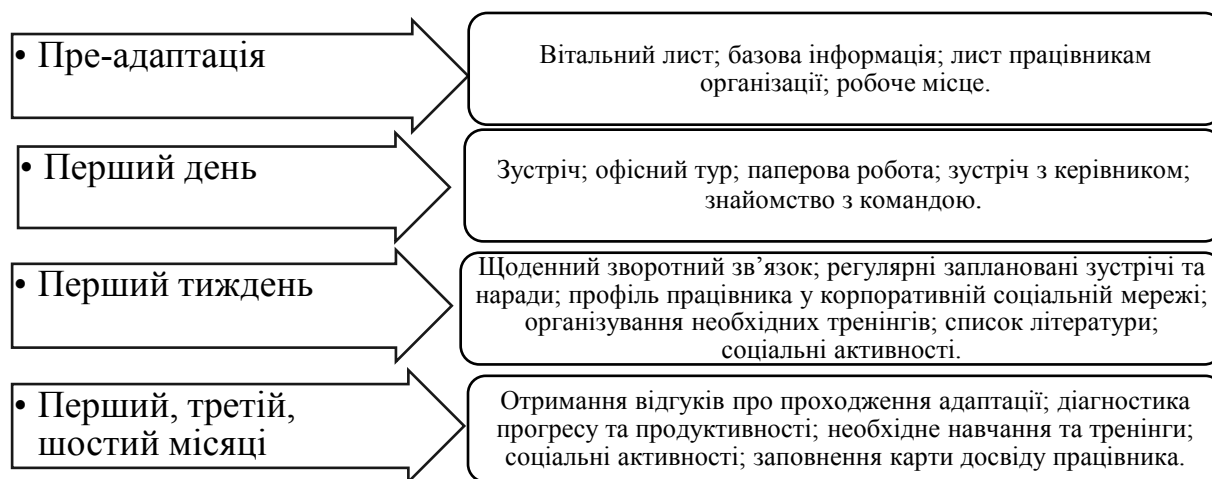 • Пре-адаптація
Вітальний лист; базова інформація; лист працівникам
організації; робоче місце.
• Перший день
Зустріч; офісний тур; паперова робота; зустріч з керівником;
знайомство з командою.
• Перший тиждень
Щоденний зворотний зв’язок; регулярні заплановані зустрічі та
наради; профіль працівника у корпоративній соціальній мережі;
організування необхідних тренінгів; список літератури;
соціальні активності.
• Перший, третій,
шостий місяці
Отримання відгуків про проходження адаптації; діагностика
прогресу та продуктивності; необхідне навчання та тренінги;
соціальні активності; заповнення карти досвіду працівника.